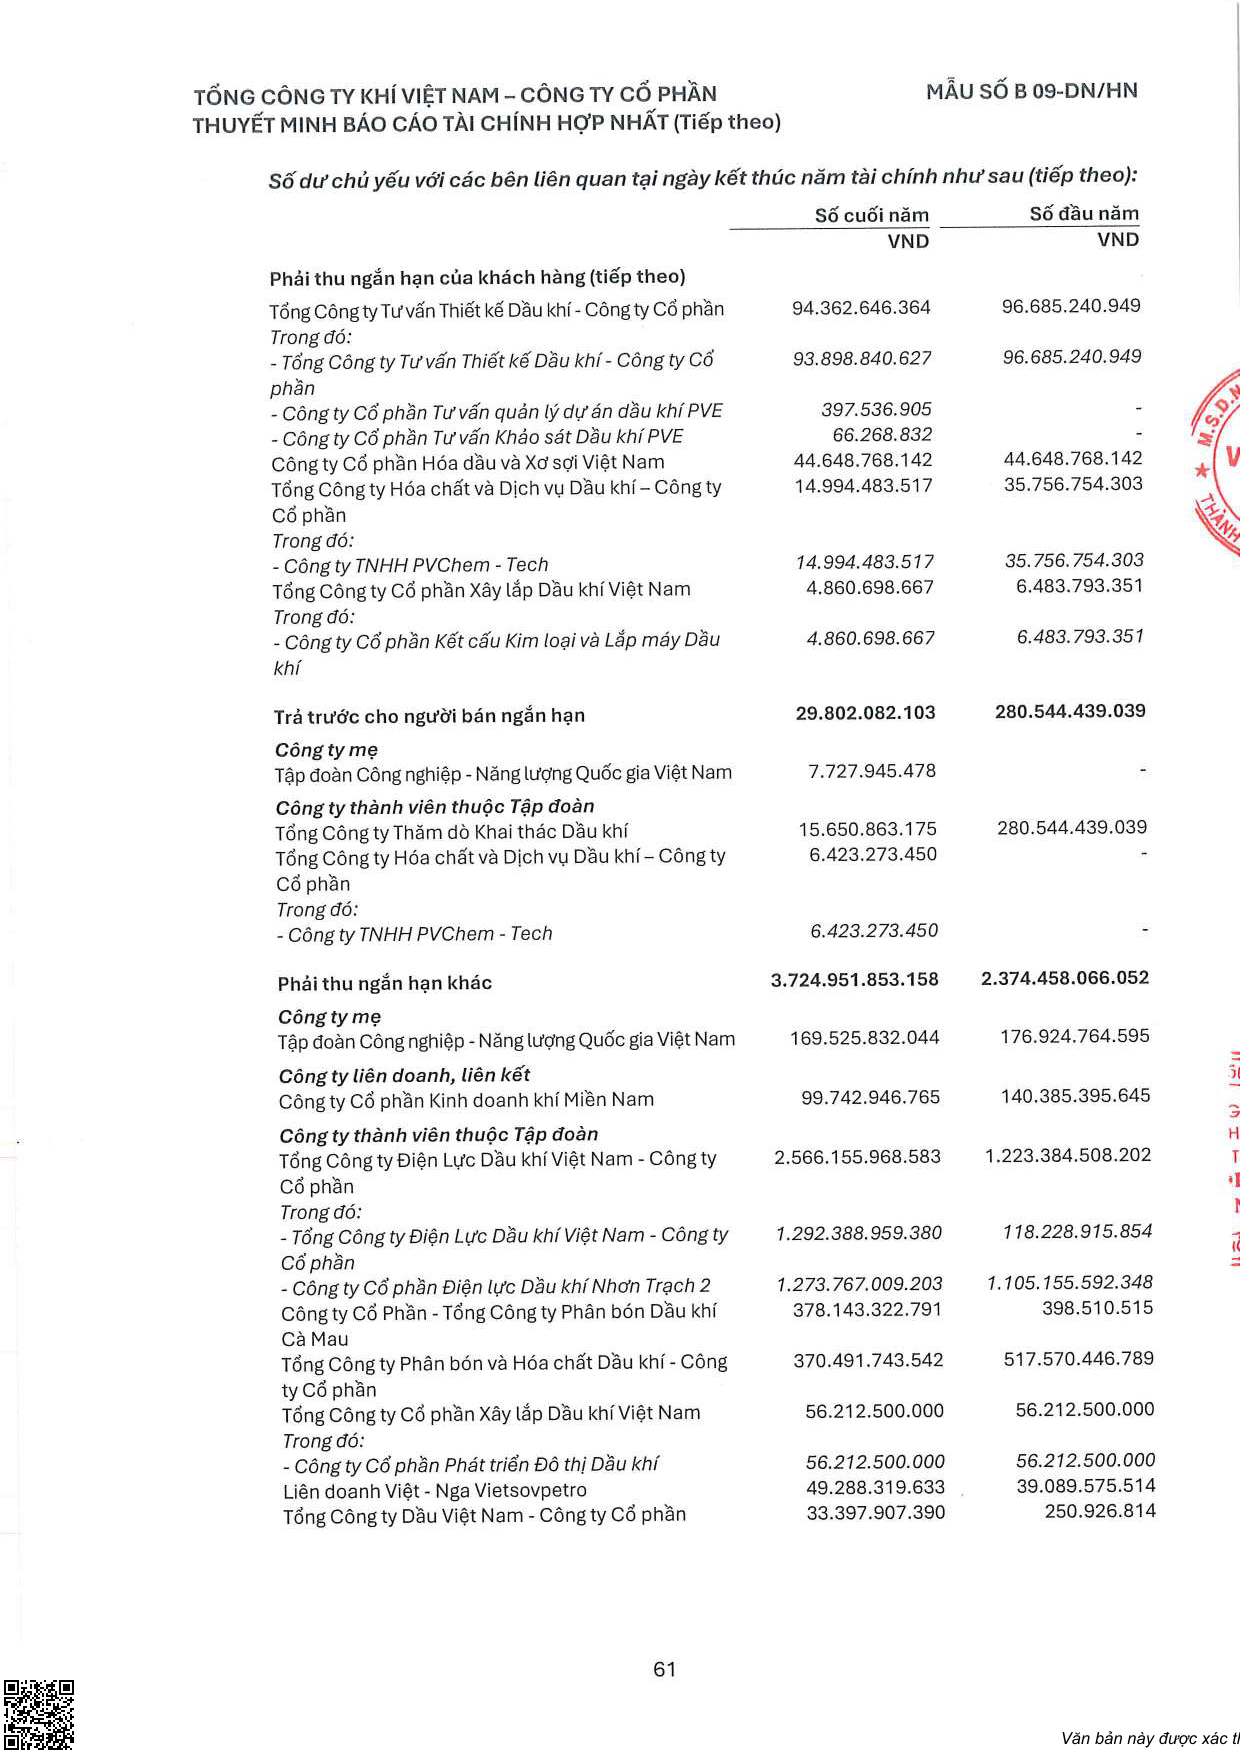 TỔNG CÔNG TY KHÍ VIỆT NAM – CÔNG TY CỔ PHẦN MẪU SỐ B 09-DN/HN
THUYẾT MINH BÁO CÁO TÀI CHÍNH HỢP NHẤT (Tiếp theo)
Số dư chủ yếu với các bên liên quan tại ngày kết thúc năm tài chính như sau (tiếp theo):
Số cuối năm Số đầu năm
VND VND
Phải thu ngắn hạn của khách hàng (tiếp theo)
Tổng Công ty Tư vấn Thiết kế Dầu khí - Công ty Cổ phần 94.362.646.364 96.685.240.949
Trong đó:
- Tổng Công ty Tư vấn Thiết kế Dầu khí - Công ty Cổ 93.898.840.627 96.685.240.949
phần
- Công ty Cổ phần Tư vấn quản lý dự án dầu khí PVE 397.536.905 -
- Công ty Cổ phần Tư vấn Khảo sát Dầu khí PVE 66.268.832 -
Công ty Cổ phần Hóa dầu và Xơ sợi Việt Nam 44.648.768.142 44.648.768.142
Tổng Công ty Hóa chất và Dịch vụ Dầu khí – Công ty 14.994.483.517 35.756.754.303
Cổ phần
Trong đó:
- Công ty TNHH PVChem - Tech 14.994.483.517 35.756.754.303
Tổng Công ty Cổ phần Xây lắp Dầu khí Việt Nam 4.860.698.667 6.483.793.351
Trong đó:
- Công ty Cổ phần Kết cấu Kim loại và Lắp máy Dầu 4.860.698.667 6.483.793.351
khí
Trả trước cho người bán ngắn hạn 29.802.082.103 280.544.439.039
Công ty mẹ
Tập đoàn Công nghiệp - Năng lượng Quốc gia Việt Nam 7.727.945.478 -
Công ty thành viên thuộc Tập đoàn
Tổng Công ty Thăm dò Khai thác Dầu khí 15.650.863.175 280.544.439.039
Tổng Công ty Hóa chất và Dịch vụ Dầu khí – Công ty 6.423.273.450 -
Cổ phần
Trong đó:
- Công ty TNHH PVChem - Tech 6.423.273.450 -
Phải thu ngắn hạn khác 3.724.951.853.158 2.374.458.066.052
Công ty mẹ
Tập đoàn Công nghiệp - Năng lượng Quốc gia Việt Nam 169.525.832.044 176.924.764.595
Công ty liên doanh, liên kết
Công ty Cổ phần Kinh doanh khí Miền Nam 99.742.946.765 140.385.395.645
Công ty thành viên thuộc Tập đoàn
Tổng Công ty Điện Lực Dầu khí Việt Nam - Công ty 2.566.155.968.583 1.223.384.508.202
Cổ phần
Trong đó:
- Tổng Công ty Điện Lực Dầu khí Việt Nam - Công ty 1.292.388.959.380 118.228.915.854
Cổ phần
- Công ty Cổ phần Điện lực Dầu khí Nhơn Trạch 2 1.273.767.009.203 1.105.155.592.348
Công ty Cổ Phần - Tổng Công ty Phân bón Dầu khí 378.143.322.791 398.510.515
Cà Mau
Tổng Công ty Phân bón và Hóa chất Dầu khí - Công 370.491.743.542 517.570.446.789
ty Cổ phần
Tổng Công ty Cổ phần Xây lắp Dầu khí Việt Nam 56.212.500.000 56.212.500.000
Trong đó:
- Công ty Cổ phần Phát triển Đô thị Dầu khí 56.212.500.000 56.212.500.000
Liên doanh Việt - Nga Vietsovpetro 49.288.319.633 39.089.575.514
Tổng Công ty Dầu Việt Nam - Công ty Cổ phần 33.397.907.390 250.926.814
61
M.S.D.N
THÀNH
Văn bản này được xác